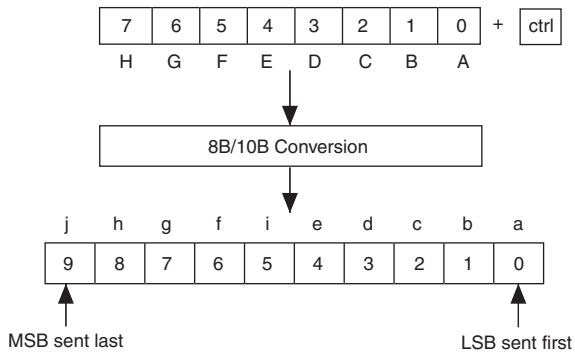 7 6 5 4 3 2 1 0 + ctrl
H G F E D C B A
8B/10B Conversion
j h g f i e d c b a
9 8 7 6 5 4 3 2 1 0
MSB sent last LSB sent first